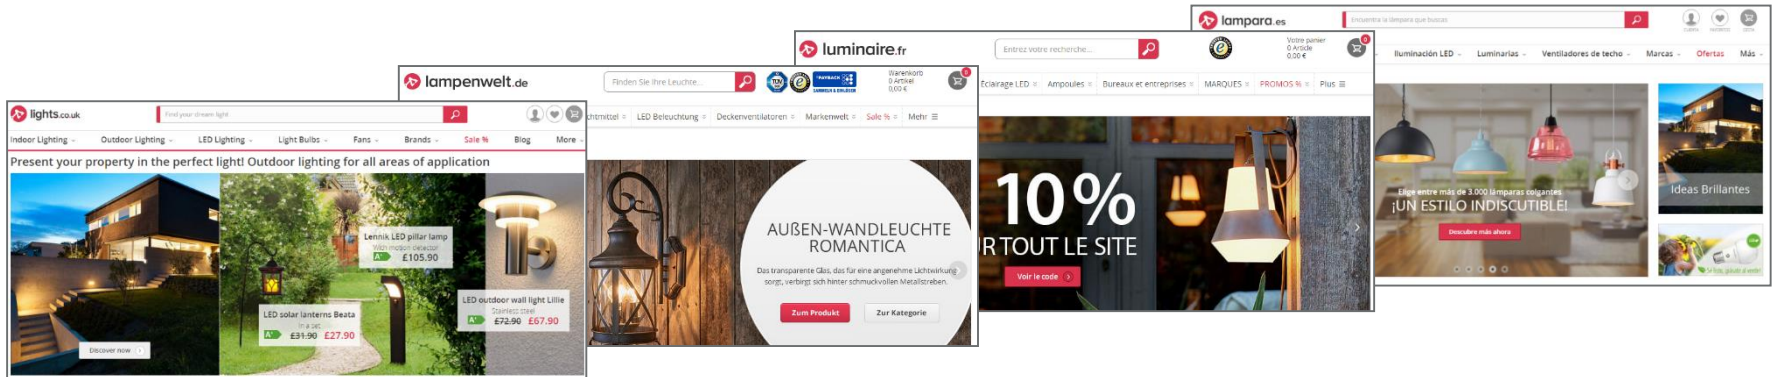 lights.co.uk
Find your dream light
Indoor Lighting
Outdoor Lighting
LED Lighting
Light Bulbs
Fans
Brands
Sale %
Blog
More
Present your property in the perfect light! Outdoor lighting for all areas of application
Lennik LED pillar lamp
With motion detector
A+ £105.90
LED solar lanterns Beata
In a set
A+ £31.90 £27.90
LED outdoor wall light Lillie
Stainless steel
A+ £72.90 £67.90
Discover now
lampenwelt.de
Finden Sie Ihre Leuchte...
TÜV
PAYBACK
SAMMELN & EINLÖSEN
Warenkorb
0 Artikel
0,00 €
0
chtmittel
LED Beleuchtung
Deckenventilatoren
Markenwelt
Sale %
Mehr
AUßEN-WANDLEUCHTE
ROMANTICA
Das transparente Glas, das für eine angenehme Lichtwirkung
sorgt, verbirgt sich hinter schmuckvollen Metallstreben.
Zum Produkt
Zur Kategorie
luminaire.fr
Entrez votre recherche...
Votre panier
0 Article
0,00 €
0
Eclairage LED
Ampoules
Bureaux et entreprises
MARQUES
PROMOS %
Plus
10%
R TOUT LE SITE
Voir le code
lampara.es
Encuentra la lámpara que buscas
Iluminación LED
Luminarias
Ventiladores de techo
Marcas
Ofertas
Más
Elige entre más de 3.000 lámparas colgantes
¡UN ESTILO INDISCUTIBLE!
Descubre más ahora
Ideas Brillantes